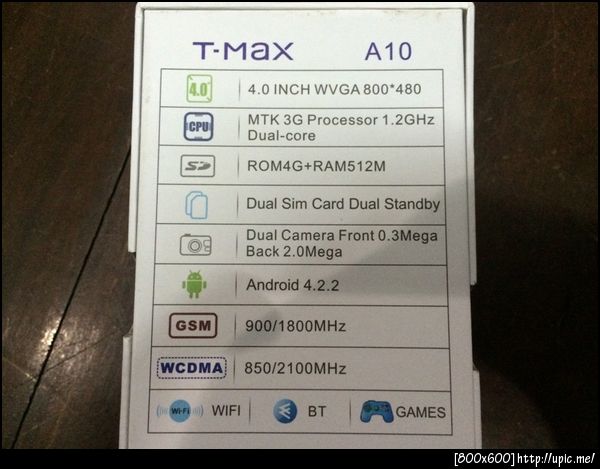 T-Max A10
4.0" 4.0 INCH WVGA 800*480
CPU MTK 3G Processor 1.2GHz
Dual-core
SD ROM4G+RAM512M
Dual Sim Card Dual Standby
Dual Camera Front 0.3Mega
Back 2.0Mega
Android 4.2.2
GSM 900/1800MHz
WCDMA 850/2100MHz
Wi-Fi WIFI BT GAMES
[800x600] http://upic.me/